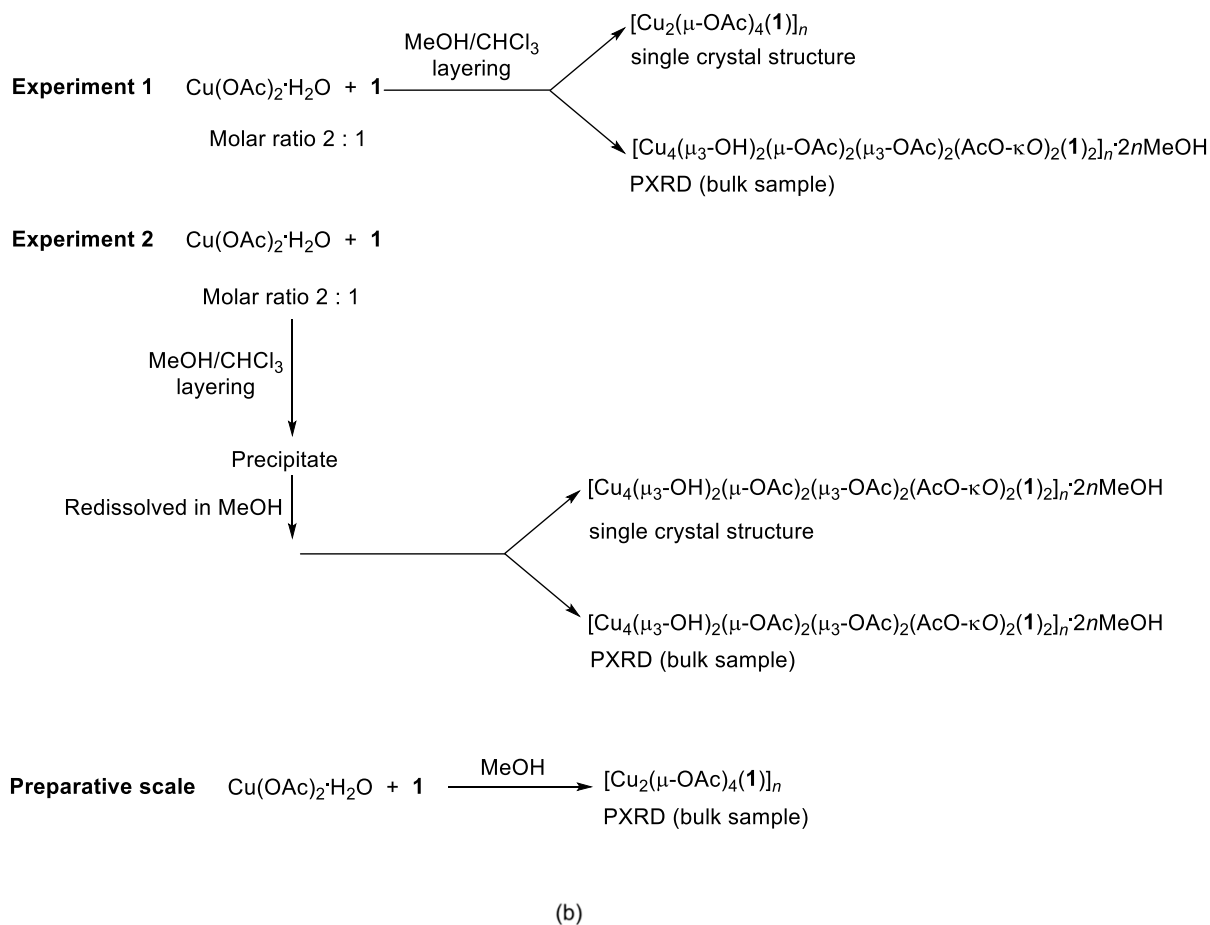 MeOH/CHCl₃
layering
[Cu₂(μ-OAc)₄(1)]ₙ
single crystal structure
Experiment 1 Cu(OAc)₂·H₂O + 1
Molar ratio 2 : 1
[Cu₄(μ₃-OH)₂(μ-OAc)₂(μ₃-OAc)₂(AcO-κO)₂(1)₂]ₙ·2nMeOH
PXRD (bulk sample)
Experiment 2 Cu(OAc)₂·H₂O + 1
Molar ratio 2 : 1
MeOH/CHCl₃
layering
Precipitate
Redissolved in MeOH
[Cu₄(μ₃-OH)₂(μ-OAc)₂(μ₃-OAc)₂(AcO-κO)₂(1)₂]ₙ·2nMeOH
single crystal structure
[Cu₄(μ₃-OH)₂(μ-OAc)₂(μ₃-OAc)₂(AcO-κO)₂(1)₂]ₙ·2nMeOH
PXRD (bulk sample)
Preparative scale Cu(OAc)₂·H₂O + 1
MeOH
[Cu₂(μ-OAc)₄(1)]ₙ
PXRD (bulk sample)
(b)